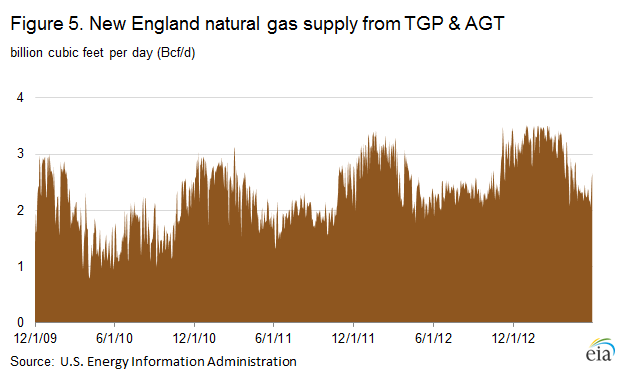 Figure 5. New England natural gas supply from TGP & AGT
billion cubic feet per day (Bcf/d)
4
3
2
1
0
12/1/09 6/1/10 12/1/10 6/1/11 12/1/11 6/1/12 12/1/12
Source: U.S. Energy Information Administration
eia